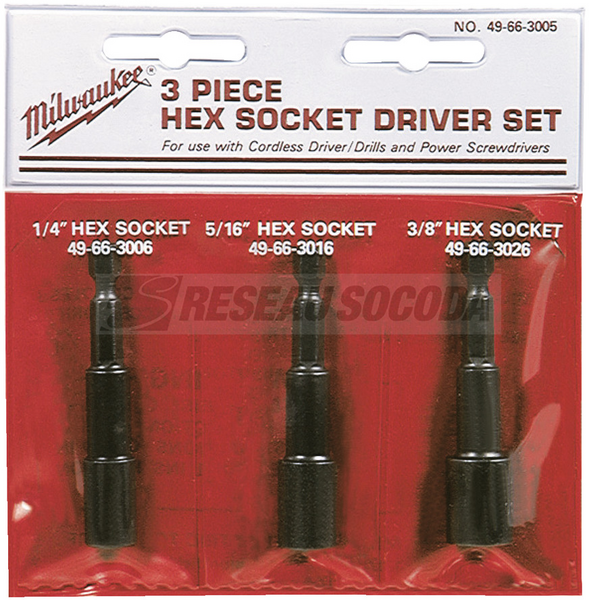 NO. 49-66-3005
Milwaukee®
3 PIECE
HEX SOCKET DRIVER SET
For use with Cordless Driver/Drills and Power Screwdrivers
1/4" HEX SOCKET
49-66-3006
5/16" HEX SOCKET
49-66-3016
3/8" HEX SOCKET
49-66-3026
RESEAU SOCODA